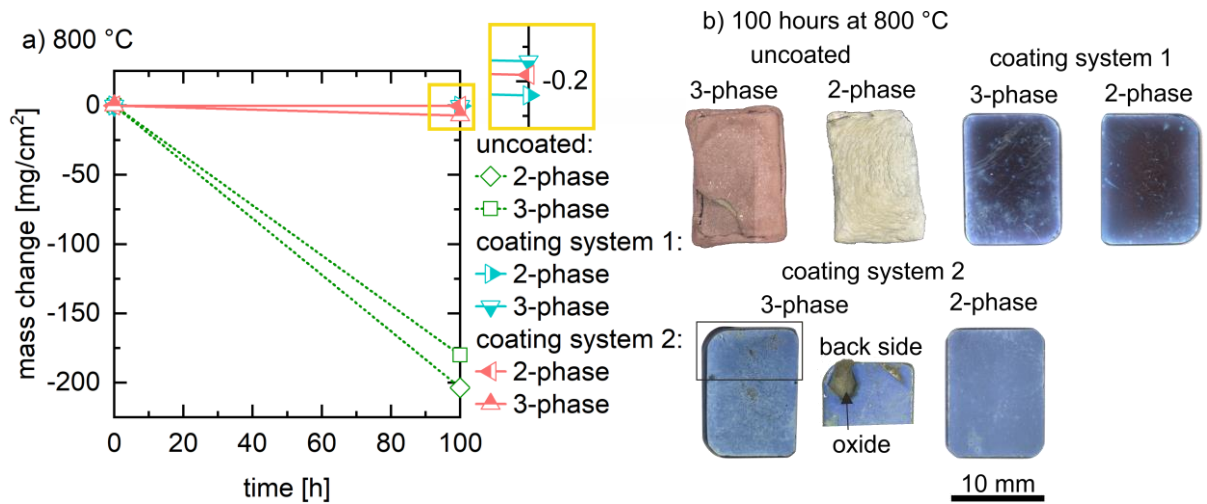 a) 800 °C
mass change [mg/cm²]
0
-50
-75
-100
-150
-200
0
20
40
60
80
100
time [h]
-0.2
uncoated:
2-phase
3-phase
coating system 1:
2-phase
3-phase
coating system 2:
2-phase
3-phase
b) 100 hours at 800 °C
uncoated
3-phase
2-phase
coating system 1
3-phase
2-phase
coating system 2
3-phase
back side
oxide
2-phase
10 mm